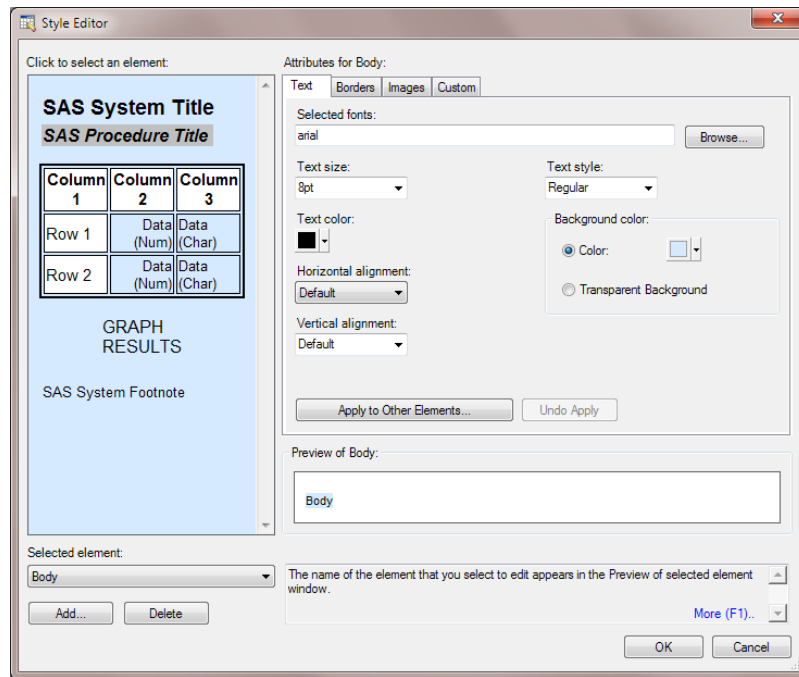 Style Editor
Click to select an element:
SAS System Title
SAS Procedure Title
Column 1
Column 2
Column 3
Row 1
Data (Num)
Data (Char)
Row 2
Data (Num)
Data (Char)
GRAPH
RESULTS
SAS System Footnote
Selected element:
Body
Add...
Delete
Attributes for Body:
Text
Borders
Images
Custom
Selected fonts:
arial
Browse...
Text size:
8pt
Text style:
Regular
Text color:
Background color:
Color:
Transparent Background
Horizontal alignment:
Default
Vertical alignment:
Default
Apply to Other Elements...
Undo Apply
Preview of Body:
Body
The name of the element that you select to edit appears in the Preview of selected element
window.
More (F1)..
OK
Cancel